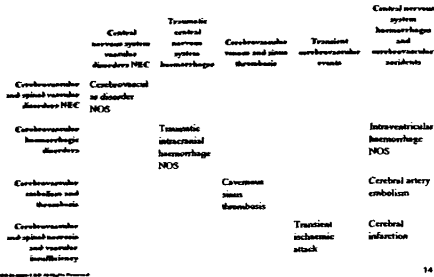 Central nervous system vascular disorders NEC
Traumatic central nervous system haemorrhages
Cerebrovascular venous and sinus thrombosis
Transient cerebrovascular events
Central nervous system haemorrhages and cerebrovascular accidents
Cerebrovascular and spinal vascular disorders NEC
Cerebrovascular disorder NOS
Cerebrovascular haemorrhagic disorders
Traumatic intracranial haemorrhage NOS
Intraventricular haemorrhage NOS
Cerebrovascular embolism and thrombosis
Cavernous sinus thrombosis
Cerebral artery embolism
Cerebrovascular and spinal necrosis and vascular insufficiency
Transient ischaemic attack
Cerebral infarction
14